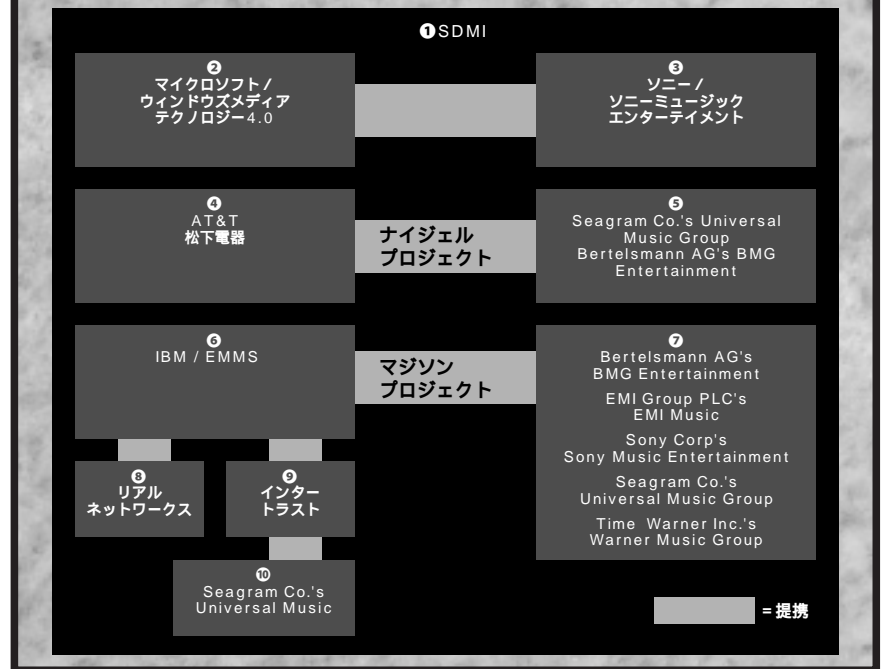 ❶SDMI
❷
マイクロソフト/
ウィンドウズメディア
テクノロジー4.0
❸
ソニー/
ソニーミュージック
エンターテイメント
❹
AT&T
松下電器
ナイジェル
プロジェクト
❺
Seagram Co.'s Universal
Music Group
Bertelsmann AG's BMG
Entertainment
❻
IBM / EMMS
マジソン
プロジェクト
❼
Bertelsmann AG's
BMG Entertainment
EMI Group PLC's
EMI Music
Sony Corp's
Sony Music Entertainment
Seagram Co.'s
Universal Music Group
Time Warner Inc.'s
Warner Music Group
❽
リアル
ネットワークス
❾
インター
トラスト
❿
Seagram Co.'s
Universal Music
=提携